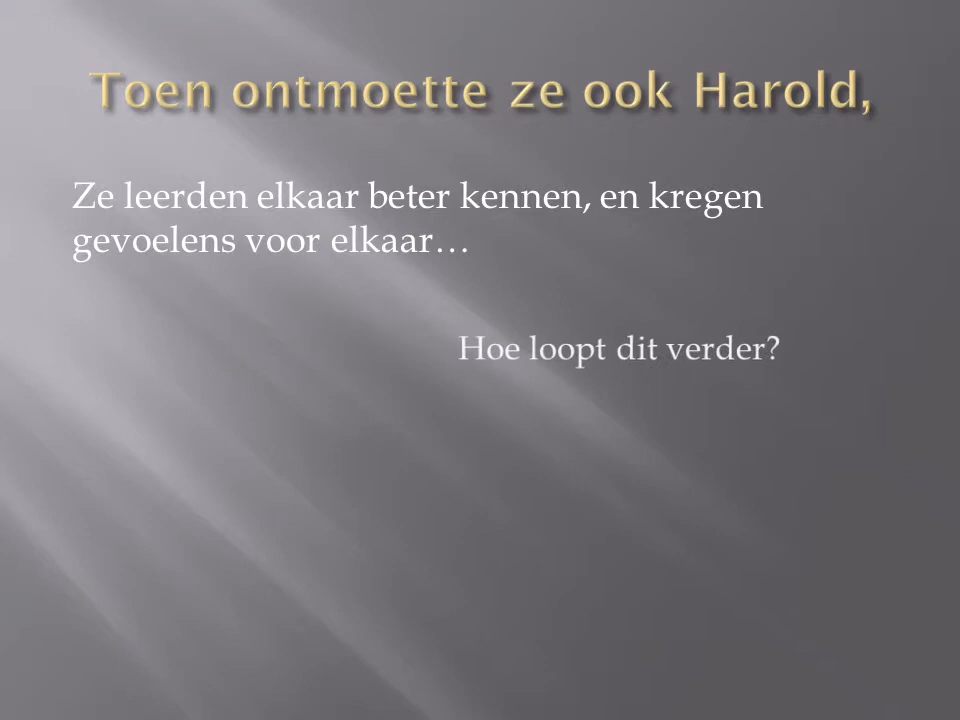 Toen ontmoette ze ook Harold,
Ze leerden elkaar beter kennen, en kregen
gevoelens voor elkaar…
Hoe loopt dit verder?